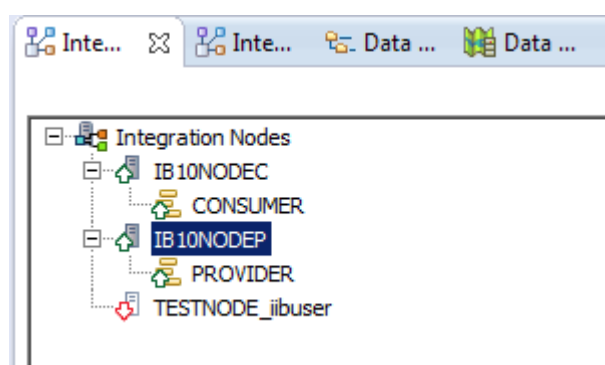 Inte... Inte... Data ... Data ...
Integration Nodes
IB10NODEC
CONSUMER
IB10NODEP
PROVIDER
TESTNODE_iibuser